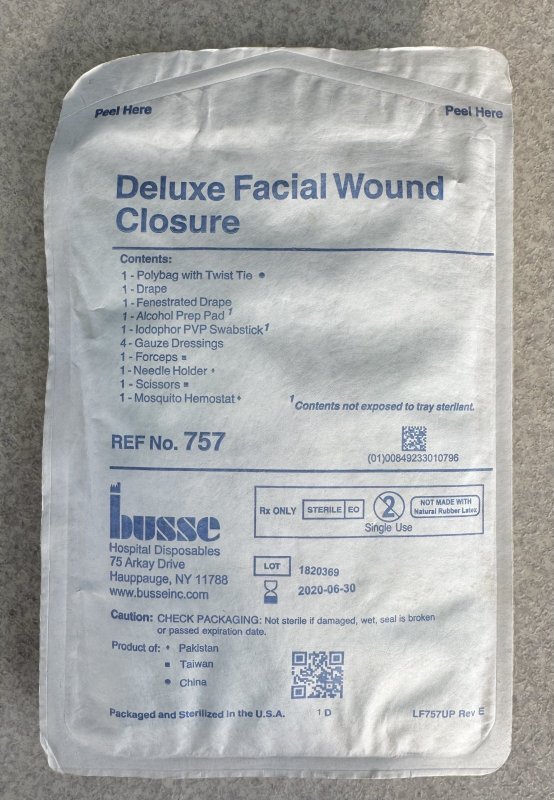 Peel Here
Peel Here
Deluxe Facial Wound
Closure
Contents:
1 - Polybag with Twist Tie ●
1 - Drape
1 - Fenestrated Drape
1 - Alcohol Prep Pad ¹
1 - Iodophor PVP Swabstick ¹
4 - Gauze Dressings
1 - Forceps ■
1 - Needle Holder ♦
1 - Scissors ■
1 - Mosquito Hemostat ♦
¹ Contents not exposed to tray sterilant.
REF No. 757
(01)00849233010796
busse
Hospital Disposables
75 Arkay Drive
Hauppauge, NY 11788
www.busseinc.com
Rx ONLY
STERILE EO
2
Single Use
NOT MADE WITH
Natural Rubber Latex
LOT 1820369
2020-06-30
Caution: CHECK PACKAGING: Not sterile if damaged, wet, seal is broken
or passed expiration date.
Product of: ♦ Pakistan
■ Taiwan
● China
Packaged and Sterilized in the U.S.A.
1 D
LF757UP Rev E